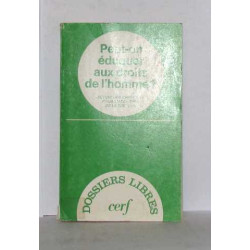 Peut-on
éduquer
aux droits
de l'homme?
DOSSIERS LIBRES
cerf